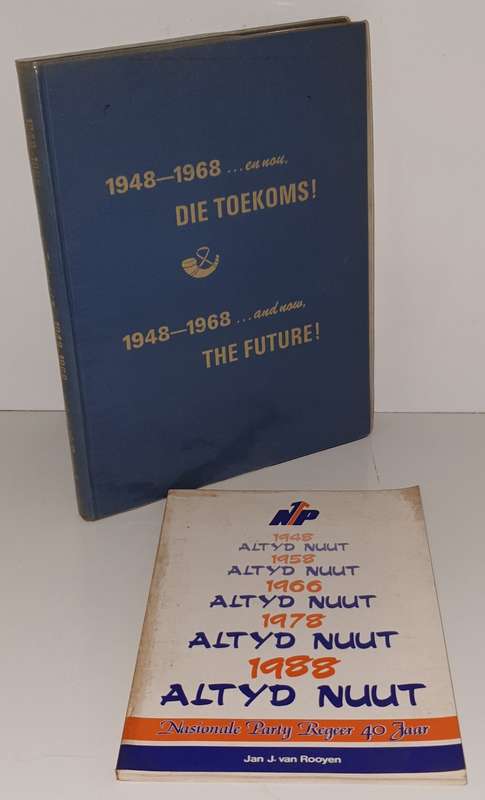 1948—1968 ...en nou,
DIE TOEKOMS!
1948—1968 ...and now,
THE FUTURE!
NP
1948
ALTYD NUUT
1958
ALTYD NUUT
1966
ALTYD NUUT
1978
ALTYD NUUT
1988
ALTYD NUUT
Nasionale Party Regeer 40 Jaar
Jan J. van Rooyen